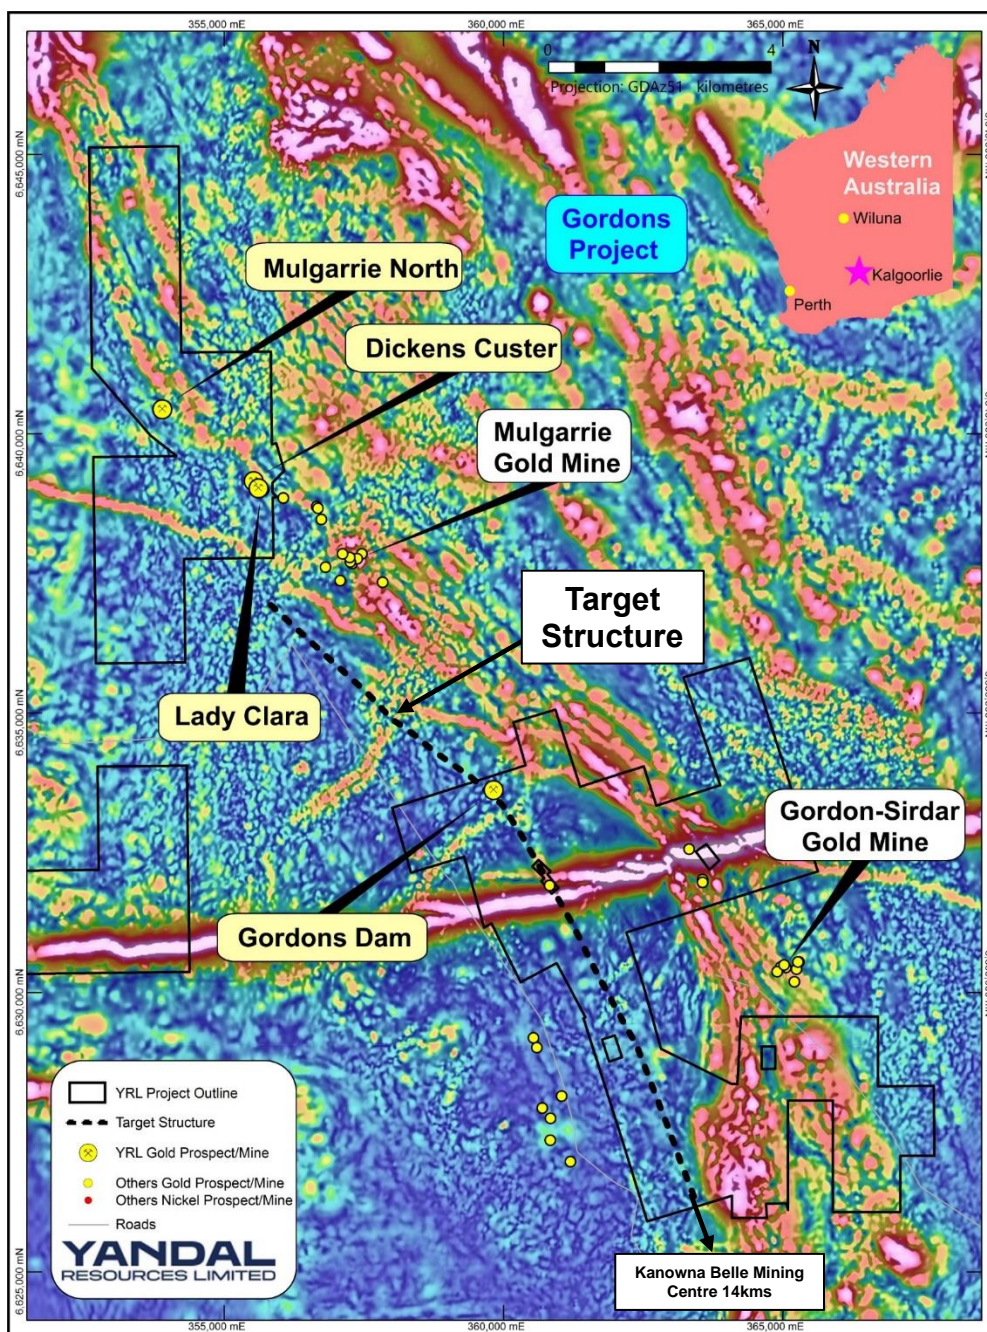 355,000 mE
360,000 mE
365,000 mE
0
4
Projection: GDAz51 kilometres
N
6,645,000 mN
Western
Australia
Wiluna
Kalgoorlie
Perth
Gordons
Project
Mulgarrie North
Dickens Custer
Mulgarrie
Gold Mine
6,640,000 mN
Target
Structure
Lady Clara
6,635,000 mN
Gordon-Sirdar
Gold Mine
Gordons Dam
6,630,000 mN
YRL Project Outline
Target Structure
YRL Gold Prospect/Mine
Others Gold Prospect/Mine
Others Nickel Prospect/Mine
Roads
YANDAL
RESOURCES LIMITED
Kanowna Belle Mining
Centre 14kms
6,625,000 mN
355,000 mE
360,000 mE
365,000 mE